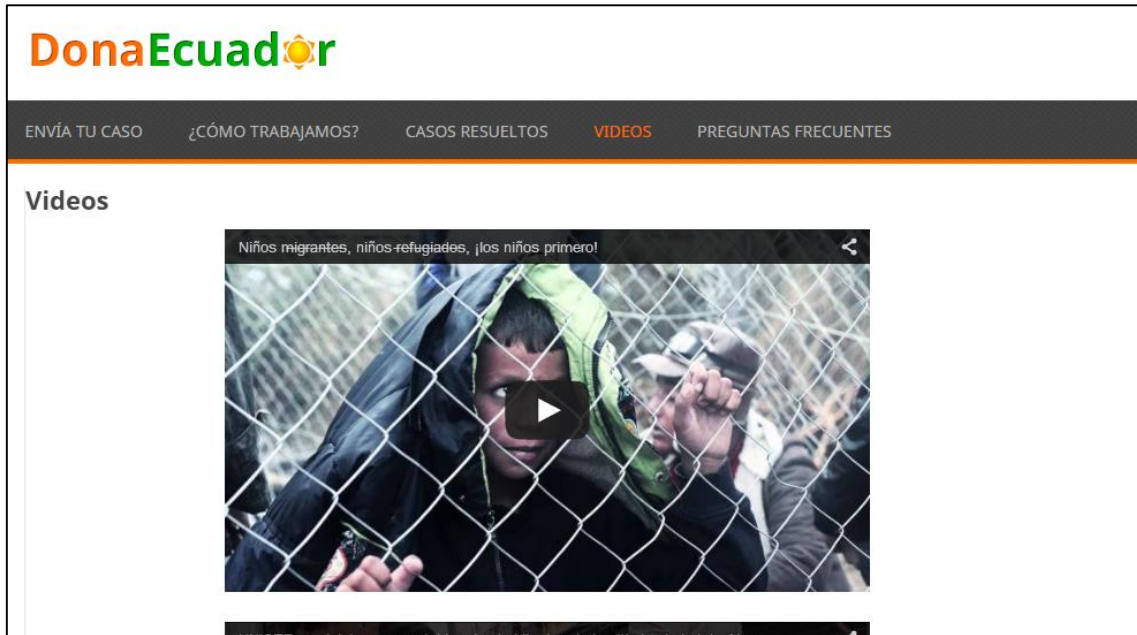 DonaEcuador
ENVÍA TU CASO ¿CÓMO TRABAJAMOS? CASOS RESUELTOS VIDEOS PREGUNTAS FRECUENTES
Videos
Niños migrantes, niños refugiados, ¡los niños primero!